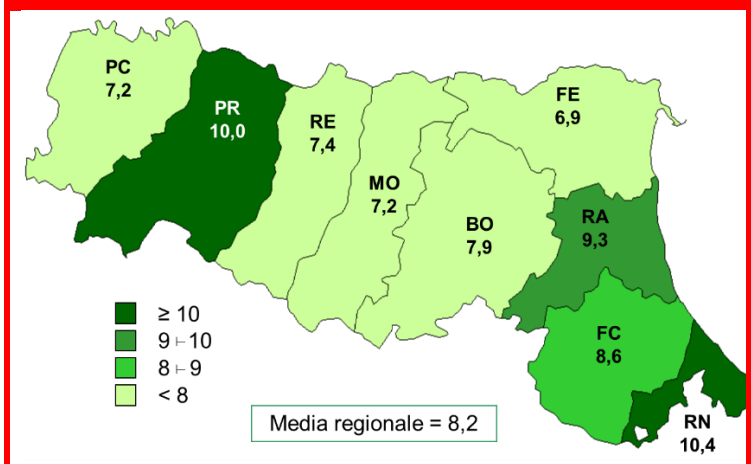 PC
7,2
PR
10,0
RE
7,4
MO
7,2
BO
7,9
FE
6,9
RA
9,3
FC
8,6
RN
10,4
≥ 10
9 ⊢ 10
8 ⊢ 9
< 8
Media regionale = 8,2